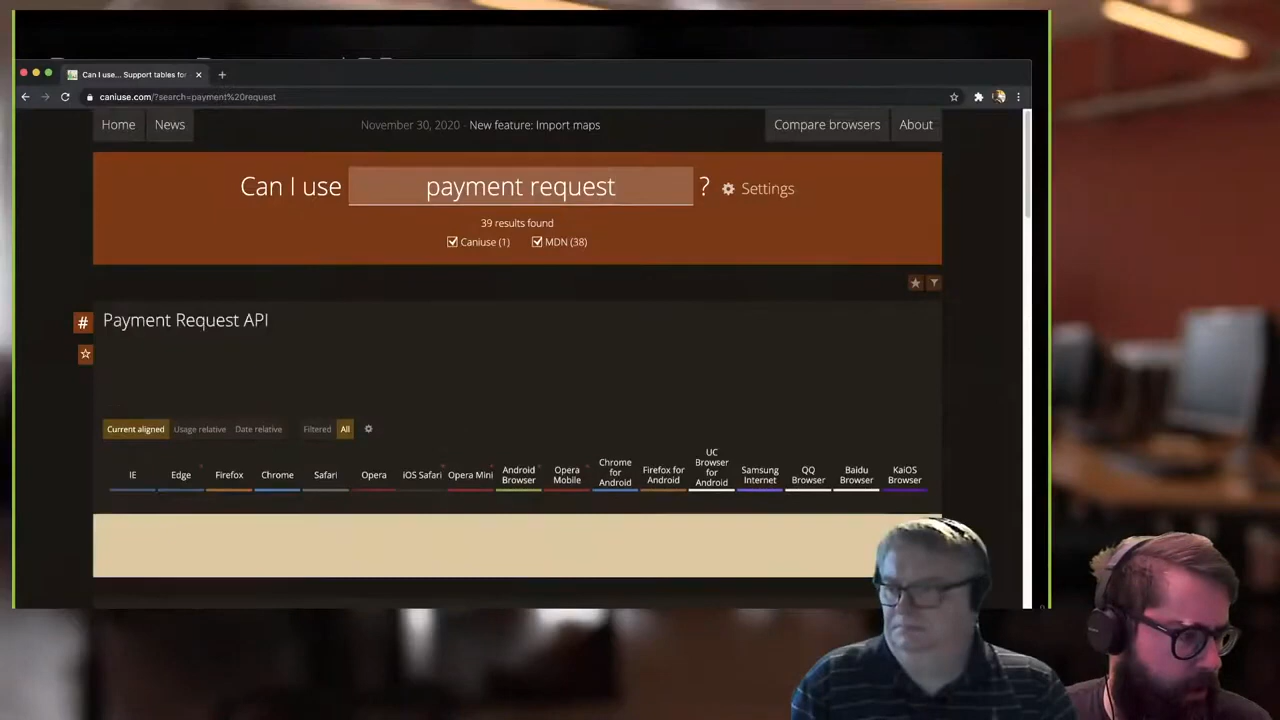 Can I use... Support tables for
caniuse.com/?search=payment%20request
Home
News
November 30, 2020 - New feature: Import maps
Compare browsers
About
Can I use
payment request
?
Settings
39 results found
Caniuse (1)
MDN (38)
#
Payment Request API
Current aligned
Usage relative
Date relative
Filtered
All
IE
Edge
Firefox
Chrome
Safari
Opera
iOS Safari
Opera Mini
Android
Browser
Opera
Mobile
Chrome
for
Android
Firefox for
Android
UC
Browser
for
Android
Samsung
Internet
QQ
Browser
Baidu
Browser
KaiOS
Browser